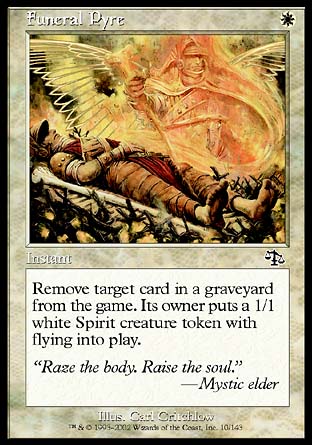 Funeral Pyre
Instant
Remove target card in a graveyard
from the game. Its owner puts a 1/1
white Spirit creature token with
flying into play.
“Raze the body. Raise the soul.”
—Mystic elder
Illus. Carl Critchlow
™ & © 1993–2002 Wizards of the Coast, Inc. 10/143